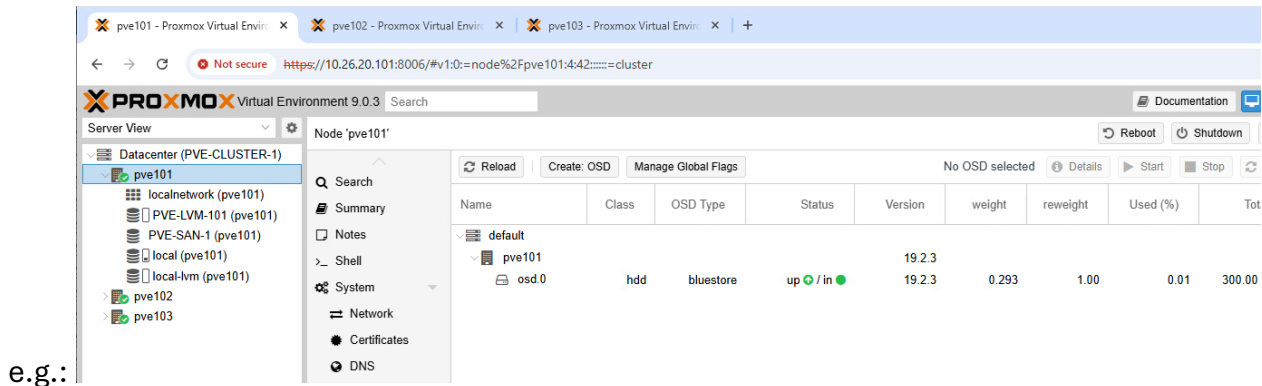 pve101 - Proxmox Virtual Enviro
pve102 - Proxmox Virtual Enviro
pve103 - Proxmox Virtual Enviro
Not secure https://10.26.20.101:8006/#v1:0:=node%2Fpve101:4:42::::::=cluster
PROXMOX Virtual Environment 9.0.3 Search Documentation
Server View Node 'pve101' Reboot Shutdown
Datacenter (PVE-CLUSTER-1)
pve101
localnetwork (pve101)
PVE-LVM-101 (pve101)
PVE-SAN-1 (pve101)
local (pve101)
local-lvm (pve101)
pve102
pve103
Search
Summary
Notes
Shell
System
Network
Certificates
DNS
Reload Create: OSD Manage Global Flags No OSD selected Details Start Stop
Name Class OSD Type Status Version weight reweight Used (%) Tot
default
pve101 19.2.3
osd.0 hdd bluestore up / in 19.2.3 0.293 1.00 0.01 300.00
e.g.: